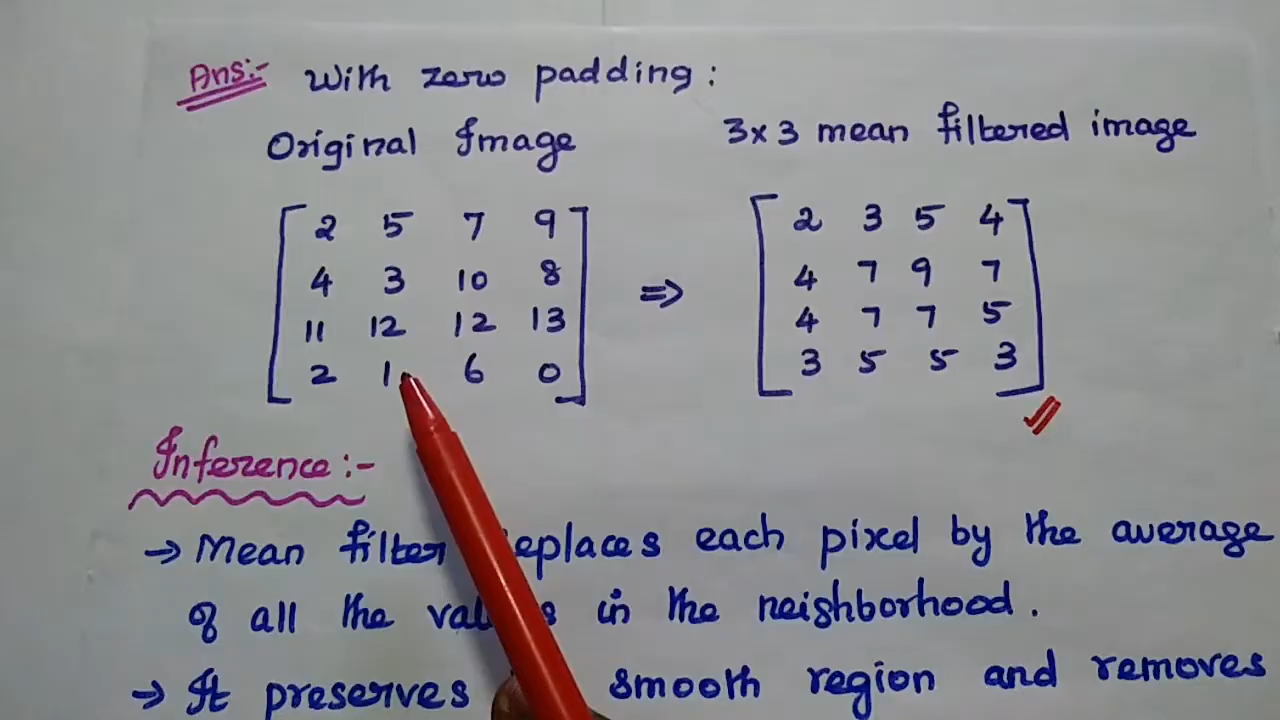 Ans:- With zero padding :
Original Image 3x3 mean filtered image
2 5 7 9 2 3 5 4
4 3 10 8 => 4 7 9 7
11 12 12 13 4 7 7 5
2 1 6 0 3 5 5 3
Inference :-
→ Mean filter replaces each pixel by the average
of all the values in the neishborhood.
→ It preserves smooth region and removes